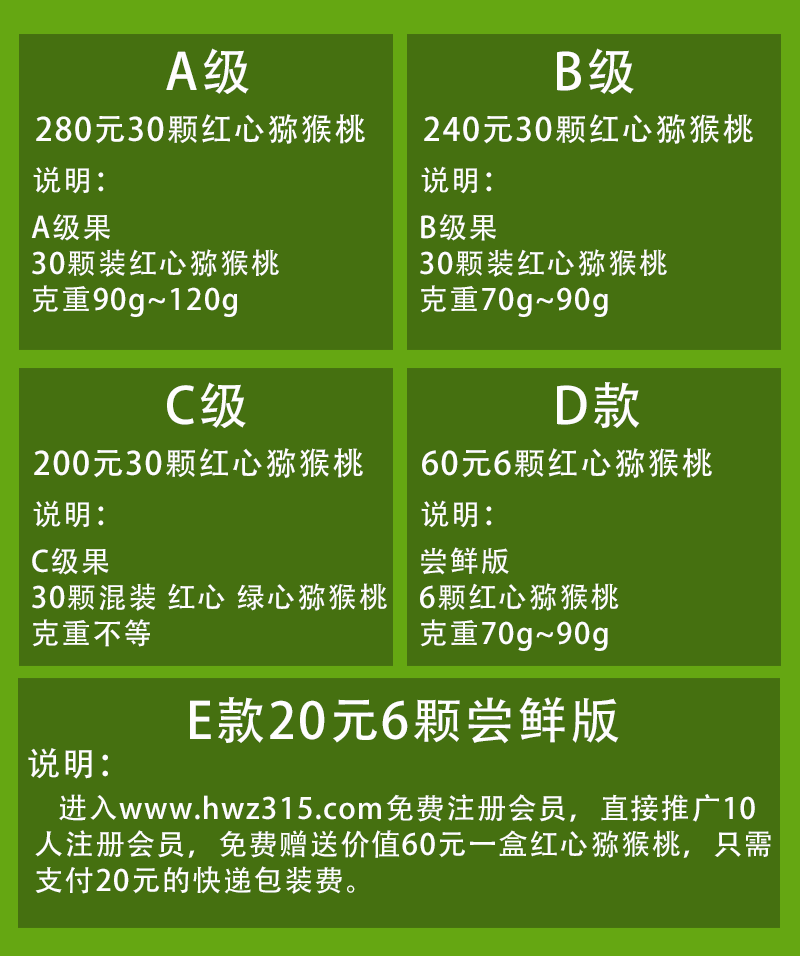 A级
280元30颗红心猕猴桃
说明：
A级果
30颗装红心猕猴桃
克重90g~120g
B级
240元30颗红心猕猴桃
说明：
B级果
30颗装红心猕猴桃
克重70g~90g
C级
200元30颗红心猕猴桃
说明：
C级果
30颗混装 红心 绿心猕猴桃
克重不等
D款
60元6颗红心猕猴桃
说明：
尝鲜版
6颗红心猕猴桃
克重70g~90g
E款20元6颗尝鲜版
说明：
进入www.hwz315.com免费注册会员，直接推广10
人注册会员，免费赠送价值60元一盒红心猕猴桃，只需
支付20元的快递包装费。